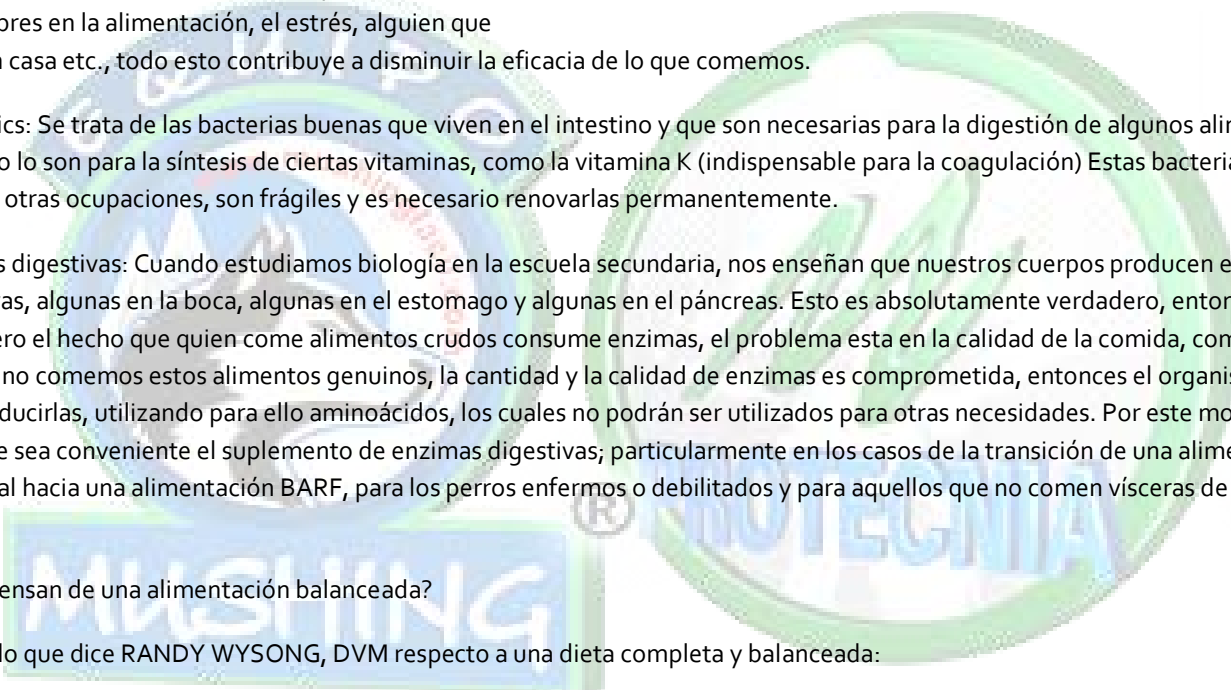 bres en la alimentación, el estrés, alguien que
casa etc., todo esto contribuye a disminuir la eficacia de lo que comemos.
ics: Se trata de las bacterias buenas que viven en el intestino y que son necesarias para la digestión de algunos
o lo son para la síntesis de ciertas vitaminas, como la vitamina K (indispensable para la coagulación) Estas
otras ocupaciones, son frágiles y es necesario renovarlas permanentemente.
s digestivas: Cuando estudiamos biología en la escuela secundaria, nos enseñan que nuestros cuerpos producen
as, algunas en la boca, algunas en el estomago y algunas en el páncreas. Esto es absolutamente verdadero,
ero el hecho que quien come alimentos crudos consume enzimas, el problema esta en la calidad de la comida,
no comemos estos alimentos genuinos, la cantidad y la calidad de enzimas es comprometida, entonces el
ducirlas, utilizando para ello aminoácidos, los cuales no podrán ser utilizados para otras necesidades. Por este
e sea conveniente el suplemento de enzimas digestivas; particularmente en los casos de la transición de una
al hacia una alimentación BARF, para los perros enfermos o debilitados y para aquellos que no comen vísceras de
ensan de una alimentación balanceada?
lo que dice RANDY WYSONG, DVM respecto a una dieta completa y balanceada:
EQUIPO
MUSHING
® PROTECNIA